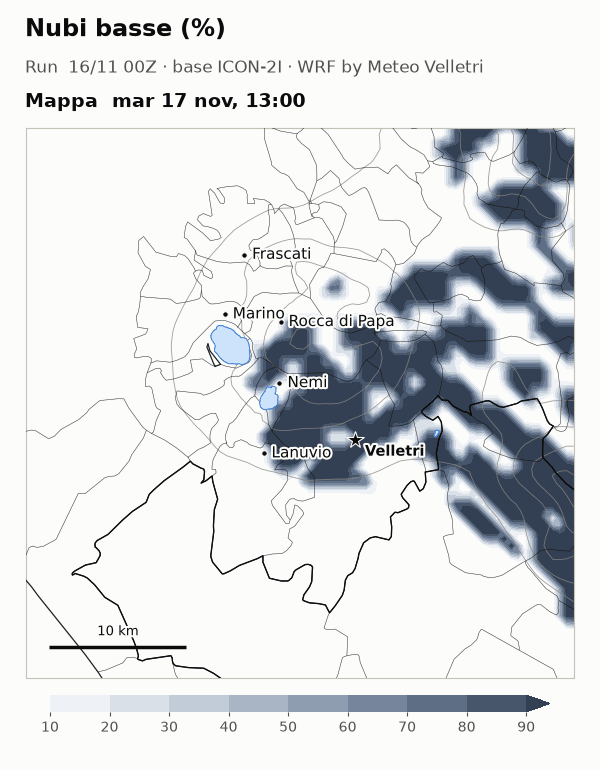 Nubi basse (%)
Run  16/11 00Z · base ICON-2I · WRF by Meteo Velletri
Mappa  mar 17 nov, 13:00
Frascati
Marino
Rocca di Papa
Nemi
Velletri
Lanuvio
10 km
10 20 30 40 50 60 70 80 90